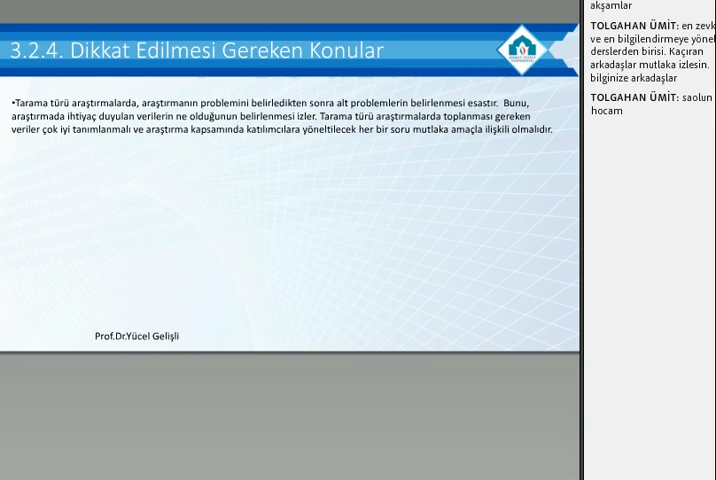 3.2.4. Dikkat Edilmesi Gereken Konular
•Tarama türü araştırmalarda, araştırmanın problemini belirledikten sonra alt problemlerin belirlenmesi esastır. Bunu,
araştırmada ihtiyaç duyulan verilerin ne olduğunun belirlenmesi izler. Tarama türü araştırmalarda toplanması gereken
veriler çok iyi tanımlanmalı ve araştırma kapsamında katılımcılara yöneltilecek her bir soru mutlaka amaçla ilişkili olmalıdır.
Prof.Dr.Yücel Gelişli
akşamlar
TOLGAHAN ÜMİT: en zevk
ve en bilgilendirmeye yönel
derslerden birisi. Kaçıran
arkadaşlar mutlaka izlesin.
bilginize arkadaşlar
TOLGAHAN ÜMİT: saolun
hocam